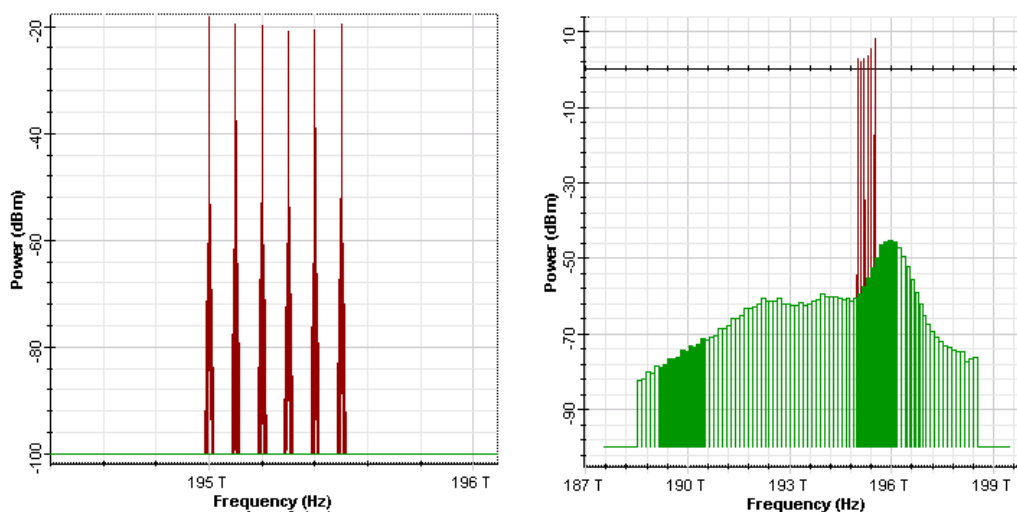 -20
-40
-60
-80
-100
Power (dBm)
195 T
196 T
Frequency (Hz)
10
-10
-30
-50
-70
-90
Power (dBm)
187 T
190 T
193 T
196 T
199 T
Frequency (Hz)